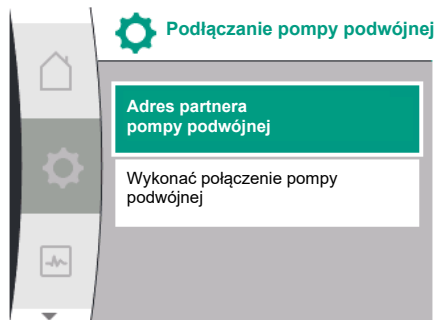 Podłączanie pompy podwójnej
Adres partnera
pompy podwójnej
Wykonać połączenie pompy
podwójnej